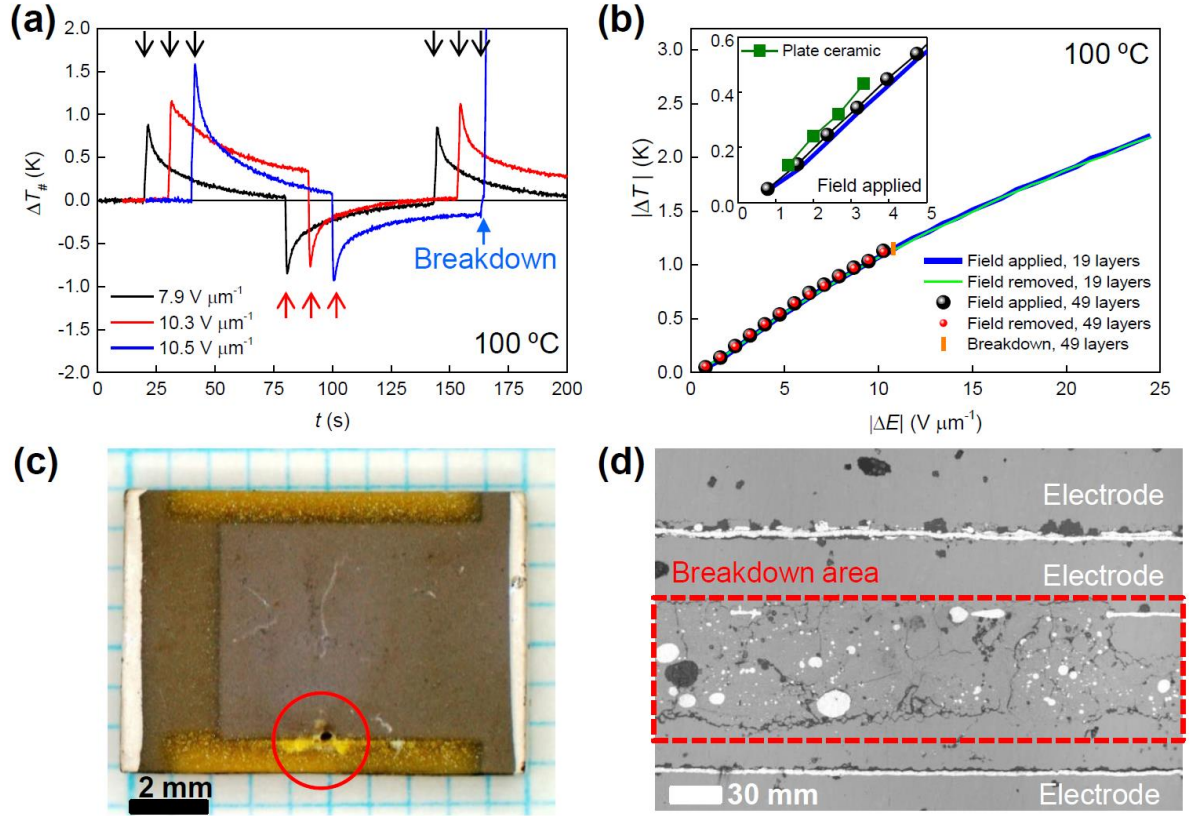 (a)
2.0
1.5
1.0
0.5
0.0
-0.5
-1.0
-1.5
-2.0
ΔT# (K)
Breakdown
7.9 V μm-1
10.3 V μm-1
10.5 V μm-1
100 ºC
0 25 50 75 100 125 150 175 200
t (s)
(b)
3.0
2.5
2.0
1.5
1.0
0.5
0.0
|ΔT| (K)
100 ºC
0.6
0.4
0.2
0.0
Plate ceramic
Field applied
0 1 2 3 4 5
Field applied, 19 layers
Field removed, 19 layers
Field applied, 49 layers
Field removed, 49 layers
Breakdown, 49 layers
0 5 10 15 20 25
|ΔE| (V μm-1)
(c)
2 mm
(d)
Electrode
Electrode
Breakdown area
30 mm
Electrode